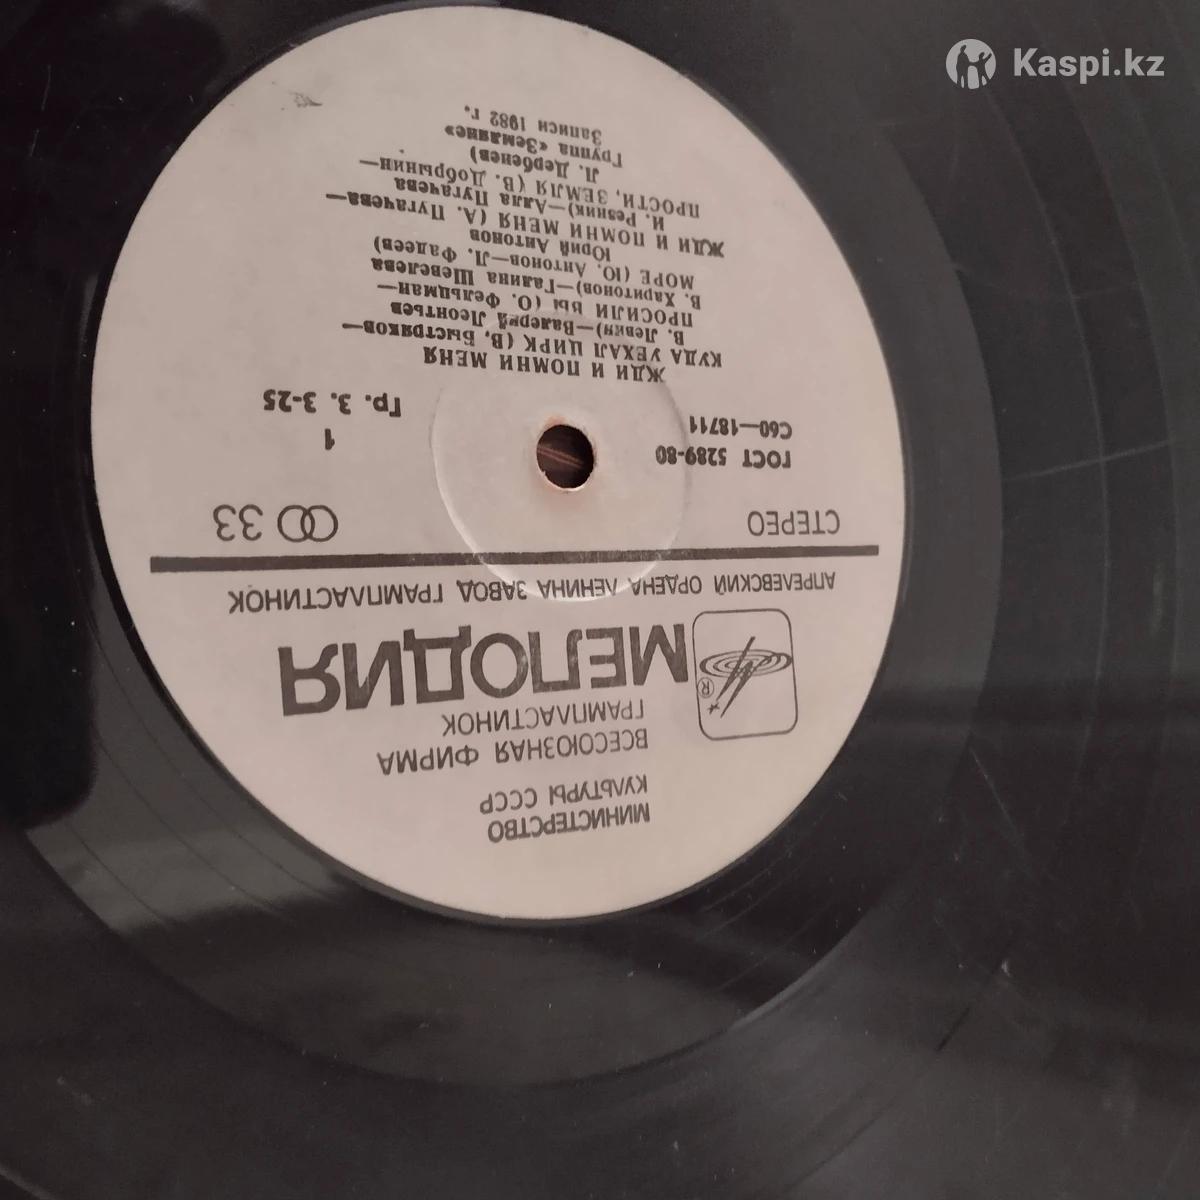 Kaspi.kz
МИНИСТЕРСТВО
КУЛЬТУРЫ СССР
ВСЕСОЮЗНАЯ ФИРМА
ГРАМПЛАСТИНОК
®
МЕЛОДИЯ
АПРЕЛЕВСКИЙ ОРДЕНА ЛЕНИНА ЗАВОД ГРАМПЛАСТИНОК
СТЕРЕО
33
ГОСТ 5289-80
С60—18711
1
Гр. 3. 3-25
ЖДИ И ПОМНИ МЕНЯ
КУДА УЕХАЛ ЦИРК (В. Быстряков—
В. Левин)—Валерий Леонтьев
ПРОСИЛИ ВЫ (О. Фельцман—
В. Харитонов)—Галина Шевелева
МОРЕ (Ю. Антонов—Л. Фадеев)
Юрий Антонов
ЖДИ И ПОМНИ МЕНЯ (А. Пугачева—
И. Резник)—Алла Пугачева
ПРОСТИ, ЗЕМЛЯ (В. Добрынин—
Л. Дербенев)
Группа «Земляне»
Записи 1982 г.